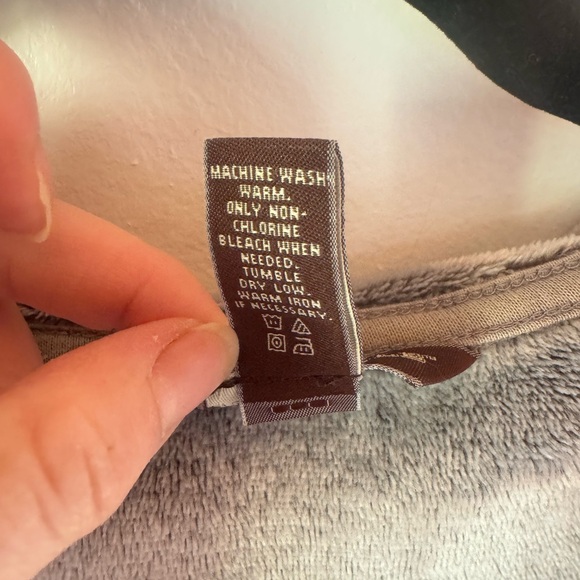 MACHINE WASH
WARM.
ONLY NON-
CHLORINE
BLEACH WHEN
NEEDED.
TUMBLE
DRY LOW.
WARM IRON
IF NECESSARY.